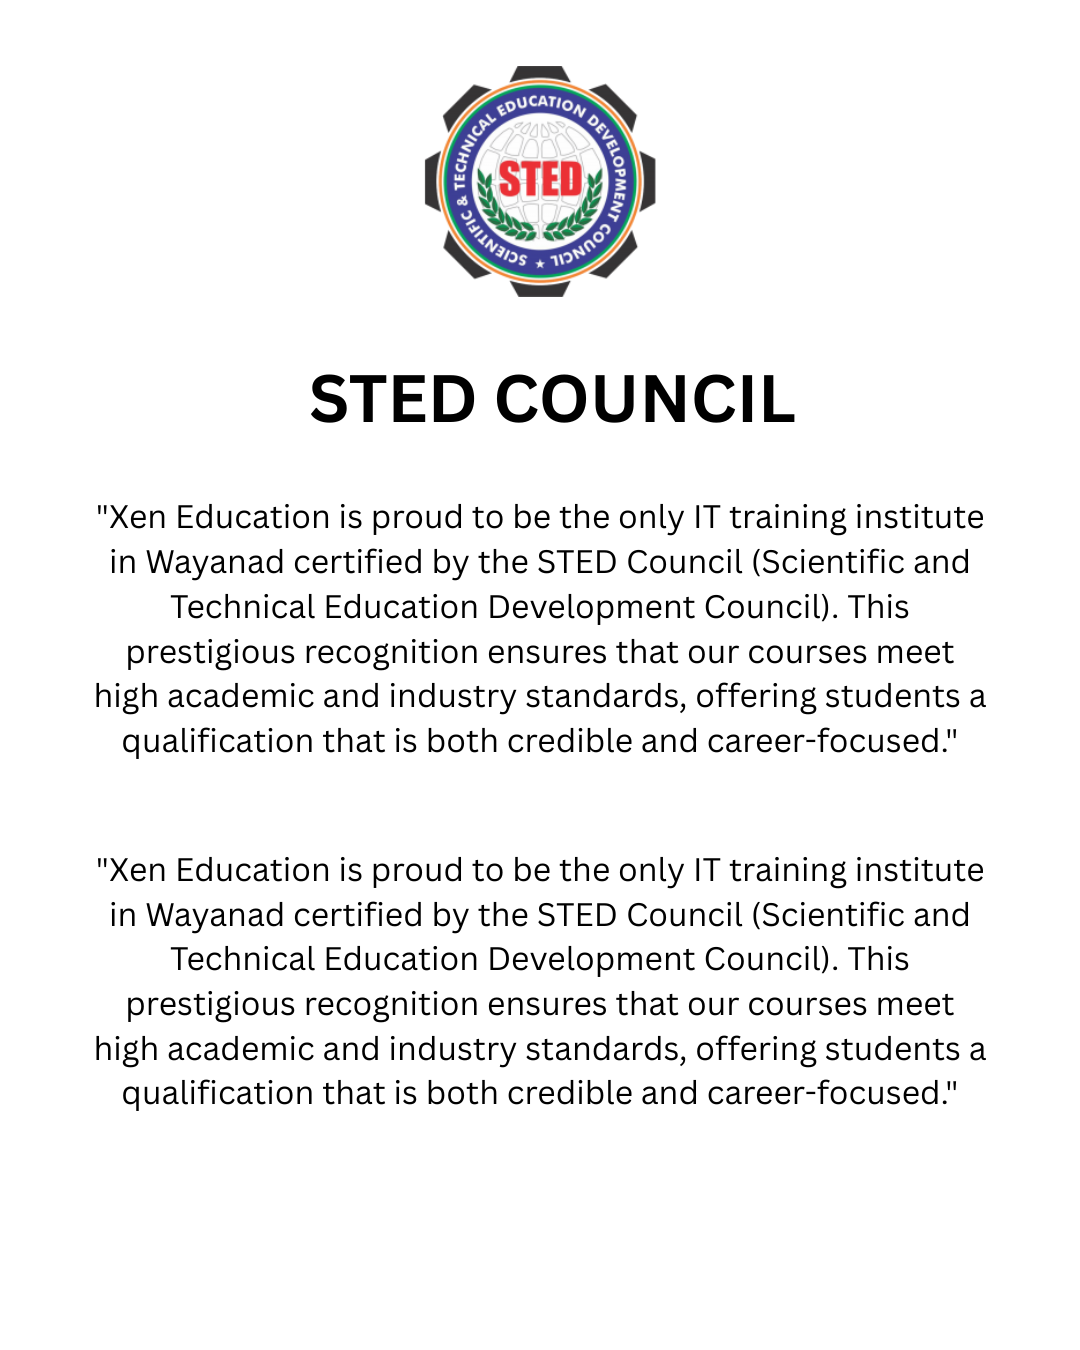 SCIENTIFIC & TECHNICAL EDUCATION DEVELOPMENT COUNCIL ★
STED
STED COUNCIL
"Xen Education is proud to be the only IT training institute
in Wayanad certified by the STED Council (Scientific and
Technical Education Development Council). This
prestigious recognition ensures that our courses meet
high academic and industry standards, offering students a
qualification that is both credible and career-focused."
"Xen Education is proud to be the only IT training institute
in Wayanad certified by the STED Council (Scientific and
Technical Education Development Council). This
prestigious recognition ensures that our courses meet
high academic and industry standards, offering students a
qualification that is both credible and career-focused."